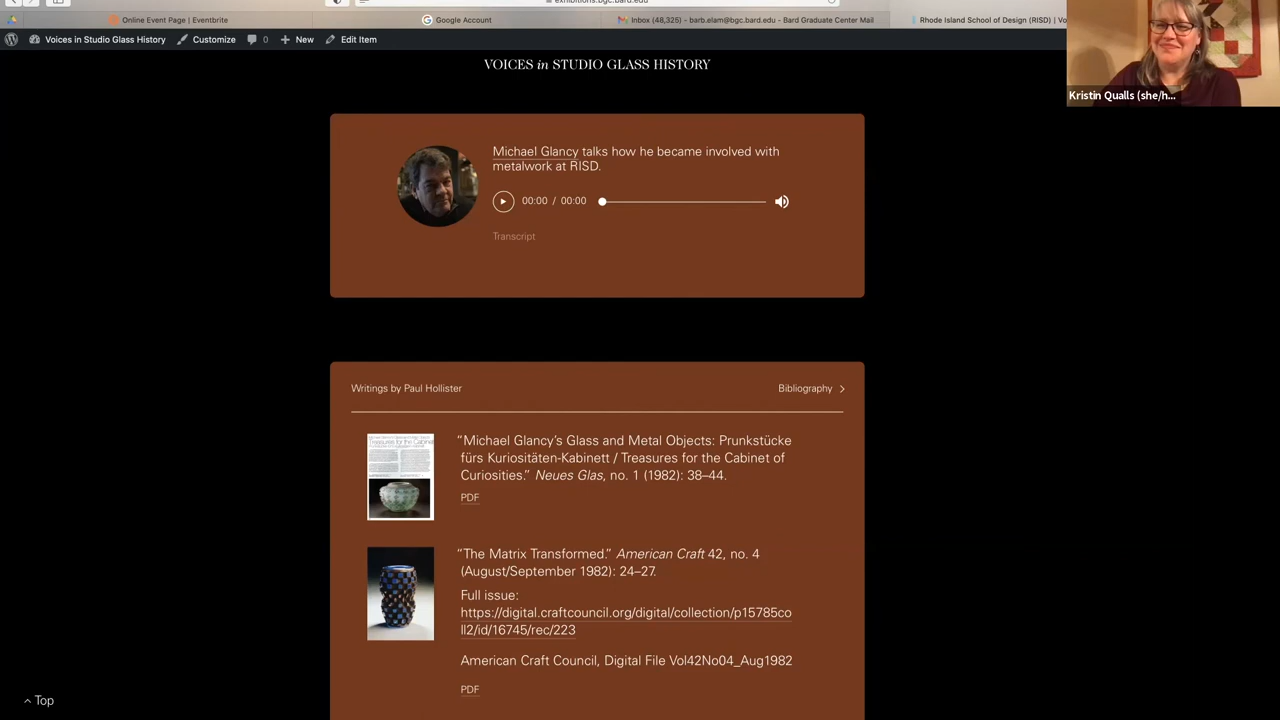 exhibitions.bgc.bard.edu
Online Event Page | Eventbrite
Google Account
Inbox (48,325) - barb.elam@bgc.bard.edu - Bard Graduate Center Mail
Rhode Island School of Design (RISD) | Vo
Voices in Studio Glass History
Customize
0
New
Edit Item
Kristin Qualls (she/h...
VOICES in STUDIO GLASS HISTORY
Michael Glancy talks how he became involved with
metalwork at RISD.
00:00 / 00:00
Transcript
Writings by Paul Hollister
Bibliography
“Michael Glancy’s Glass and Metal Objects: Prunkstücke
fürs Kuriositäten-Kabinett / Treasures for the Cabinet of
Curiosities.” Neues Glas, no. 1 (1982): 38–44.
PDF
“The Matrix Transformed.” American Craft 42, no. 4
(August/September 1982): 24–27.
Full issue:
https://digital.craftcouncil.org/digital/collection/p15785co
ll2/id/16745/rec/223
American Craft Council, Digital File Vol42No04_Aug1982
PDF
Top